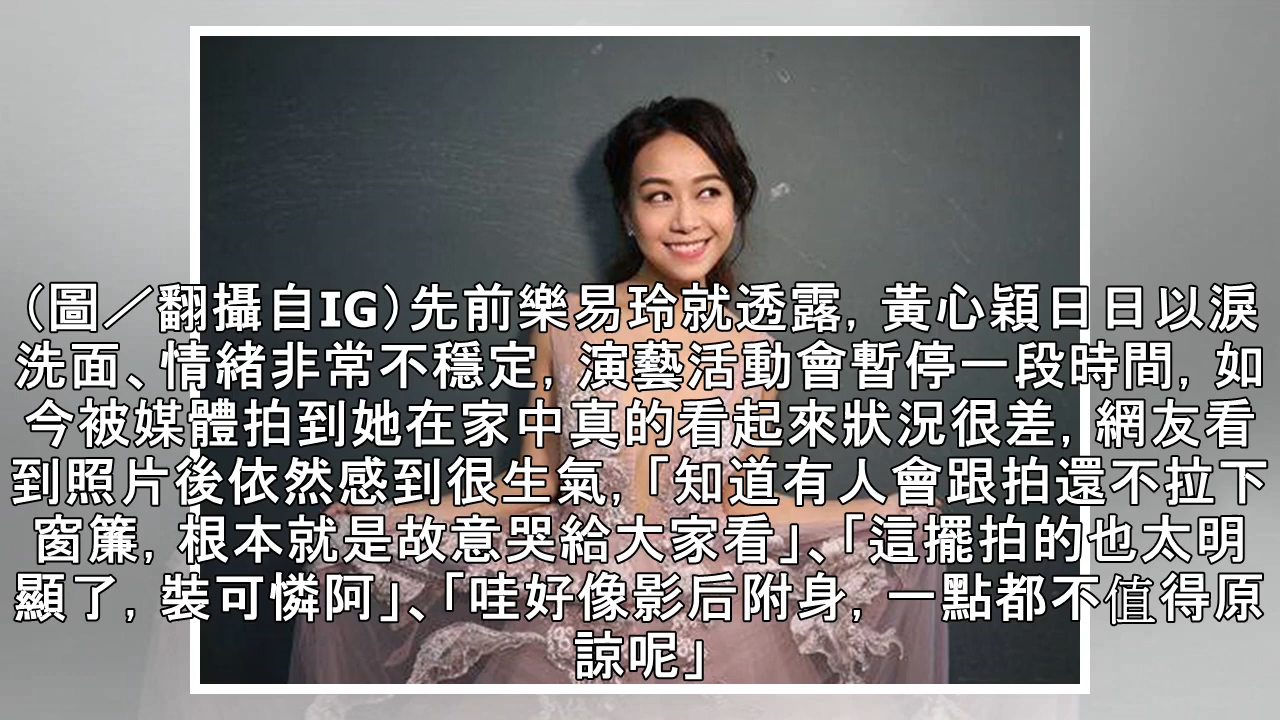 (圖／翻攝自IG)先前樂易玲就透露, 黃心穎日日以淚
洗面、情緒非常不穩定, 演藝活動會暫停一段時間, 如
今被媒體拍到她在家中真的看起來狀況很差, 網友看
到照片後依然感到很生氣,「知道有人會跟拍還不拉下
窗簾, 根本就是故意哭給大家看」、「這擺拍的也太明
顯了, 裝可憐阿」、「哇好像影后附身, 一點都不值得原
諒呢」